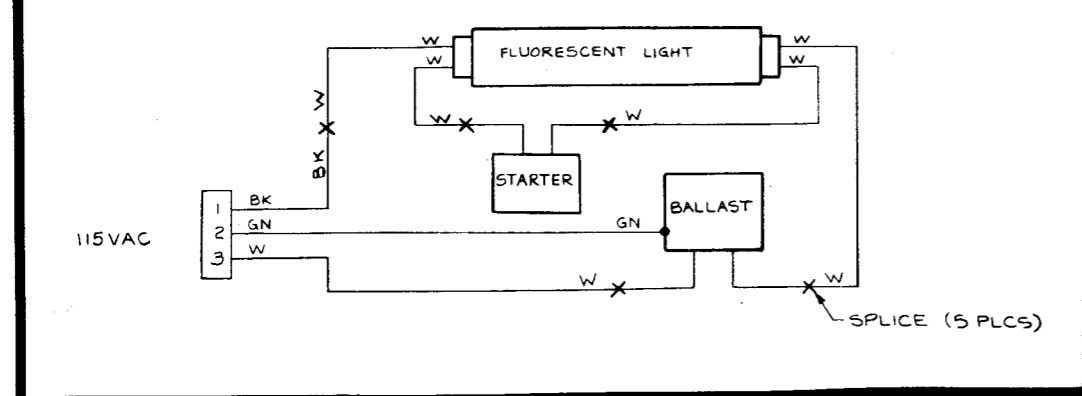 W
FLUORESCENT LIGHT
W
W
W
W
W
W
BK
STARTER
BALLAST
115VAC
1
BK
2
GN
GN
3
W
W
W
SPLICE (5 PLCS)